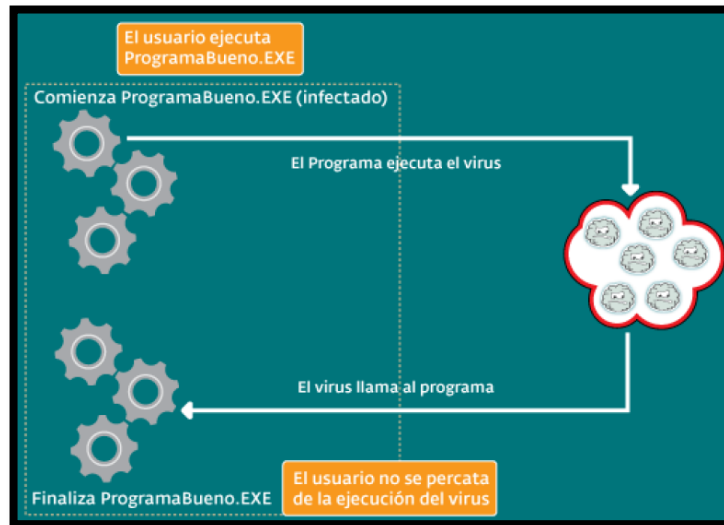 El usuario ejecuta
ProgramaBueno.EXE
Comienza ProgramaBueno.EXE (infectado)
El Programa ejecuta el virus
El virus llama al programa
El usuario no se percata
de la ejecución del virus
Finaliza ProgramaBueno.EXE